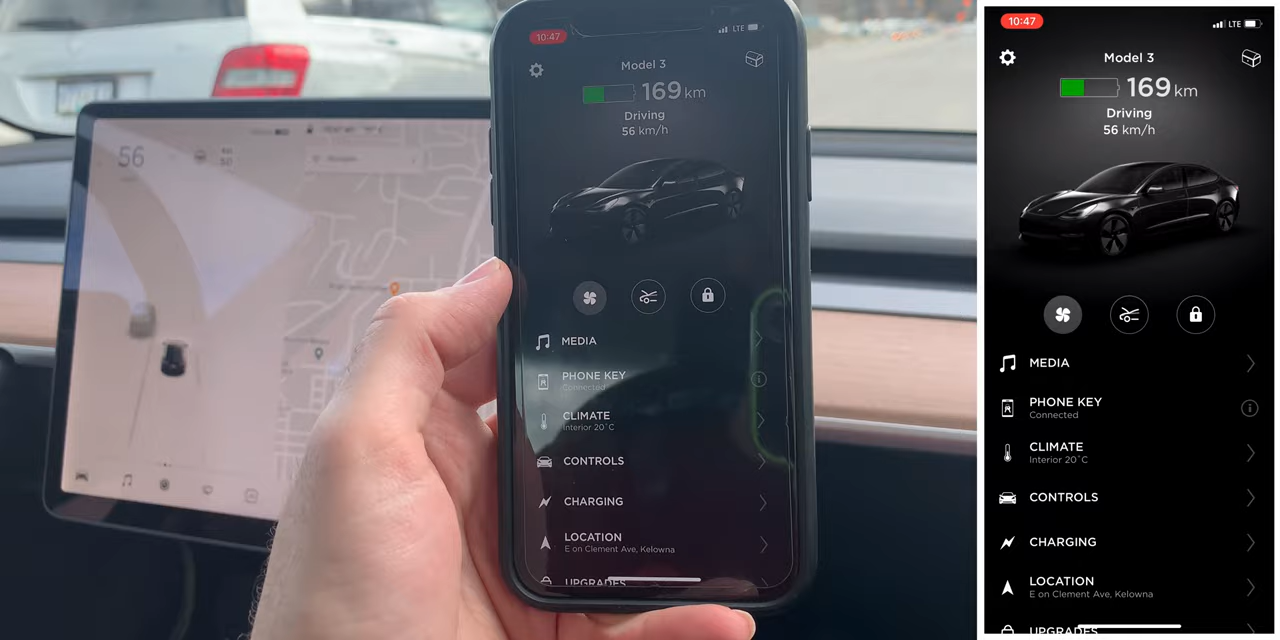 56
10:47
LTE
Model 3
169 km
Driving
56 km/h
MEDIA
PHONE KEY
Connected
CLIMATE
Interior 20°C
CONTROLS
CHARGING
LOCATION
E on Clement Ave, Kelowna
UPGRADES
10:47
LTE
Model 3
169 km
Driving
56 km/h
MEDIA
PHONE KEY
Connected
CLIMATE
Interior 20°C
CONTROLS
CHARGING
LOCATION
E on Clement Ave, Kelowna
UPGRADES